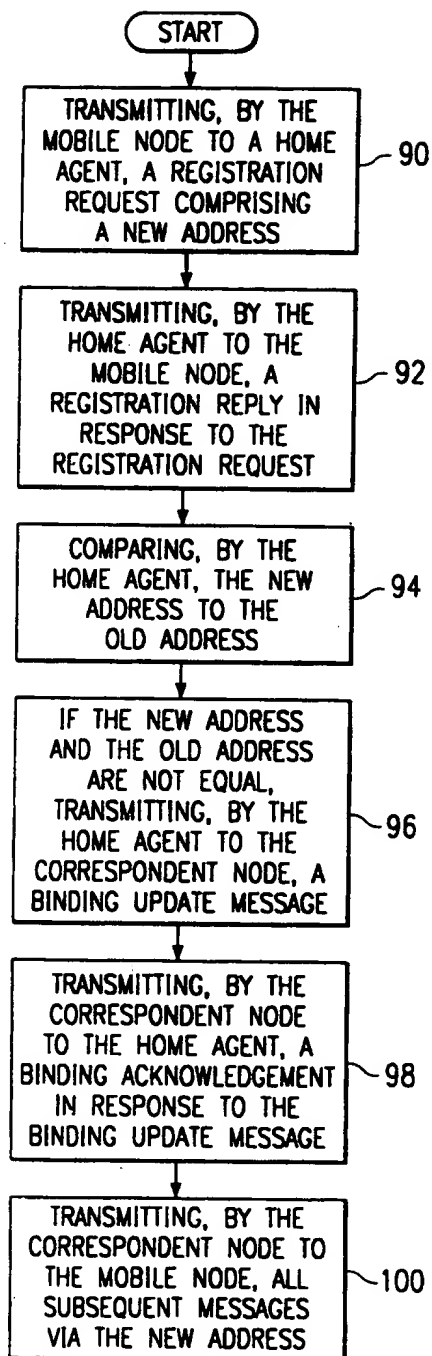 START
TRANSMITTING, BY THE
MOBILE NODE TO A HOME
AGENT, A REGISTRATION
REQUEST COMPRISING
A NEW ADDRESS
90
TRANSMITTING, BY THE
HOME AGENT TO THE
MOBILE NODE, A
REGISTRATION REPLY IN
RESPONSE TO THE
REGISTRATION REQUEST
92
COMPARING, BY THE
HOME AGENT, THE NEW
ADDRESS TO THE
OLD ADDRESS
94
IF THE NEW ADDRESS
AND THE OLD ADDRESS
ARE NOT EQUAL,
TRANSMITTING, BY THE
HOME AGENT TO THE
CORRESPONDENT NODE, A
BINDING UPDATE MESSAGE
96
TRANSMITTING, BY THE
CORRESPONDENT NODE
TO THE HOME AGENT, A
BINDING ACKNOWLEDGEMENT
IN RESPONSE TO THE
BINDING UPDATE MESSAGE
98
TRANSMITTING, BY THE
CORRESPONDENT NODE TO
THE MOBILE NODE, ALL
SUBSEQUENT MESSAGES
VIA THE NEW ADDRESS
100